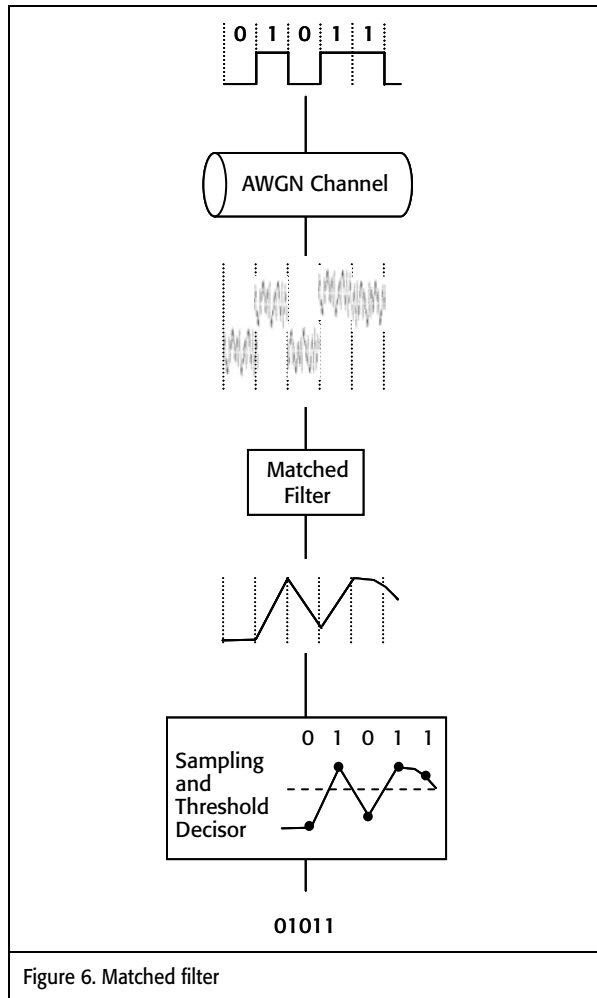 0 1 0 1 1
AWGN Channel
Matched
Filter
0 1 0 1 1
Sampling
and
Threshold
Decisor
01011
Figure 6. Matched filter